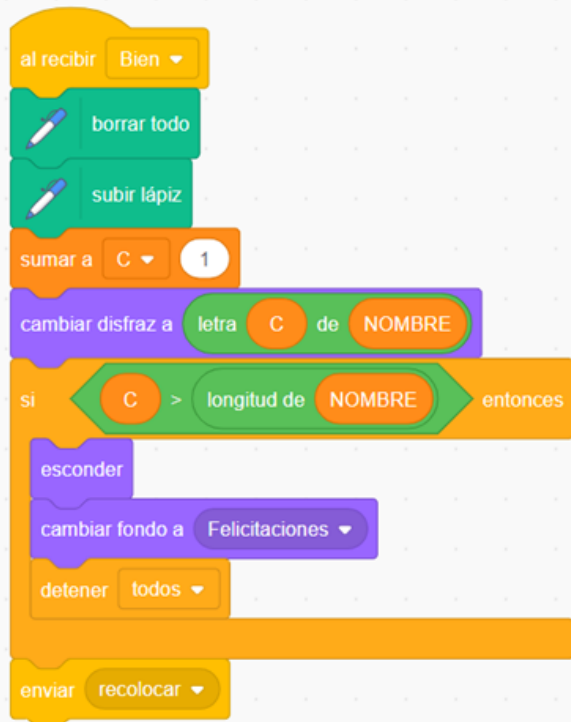 al recibir Bien
borrar todo
subir lápiz
sumar a C 1
cambiar disfraz a letra C de NOMBRE
si C > longitud de NOMBRE entonces
esconder
cambiar fondo a Felicitaciones
detener todos
enviar recolocar